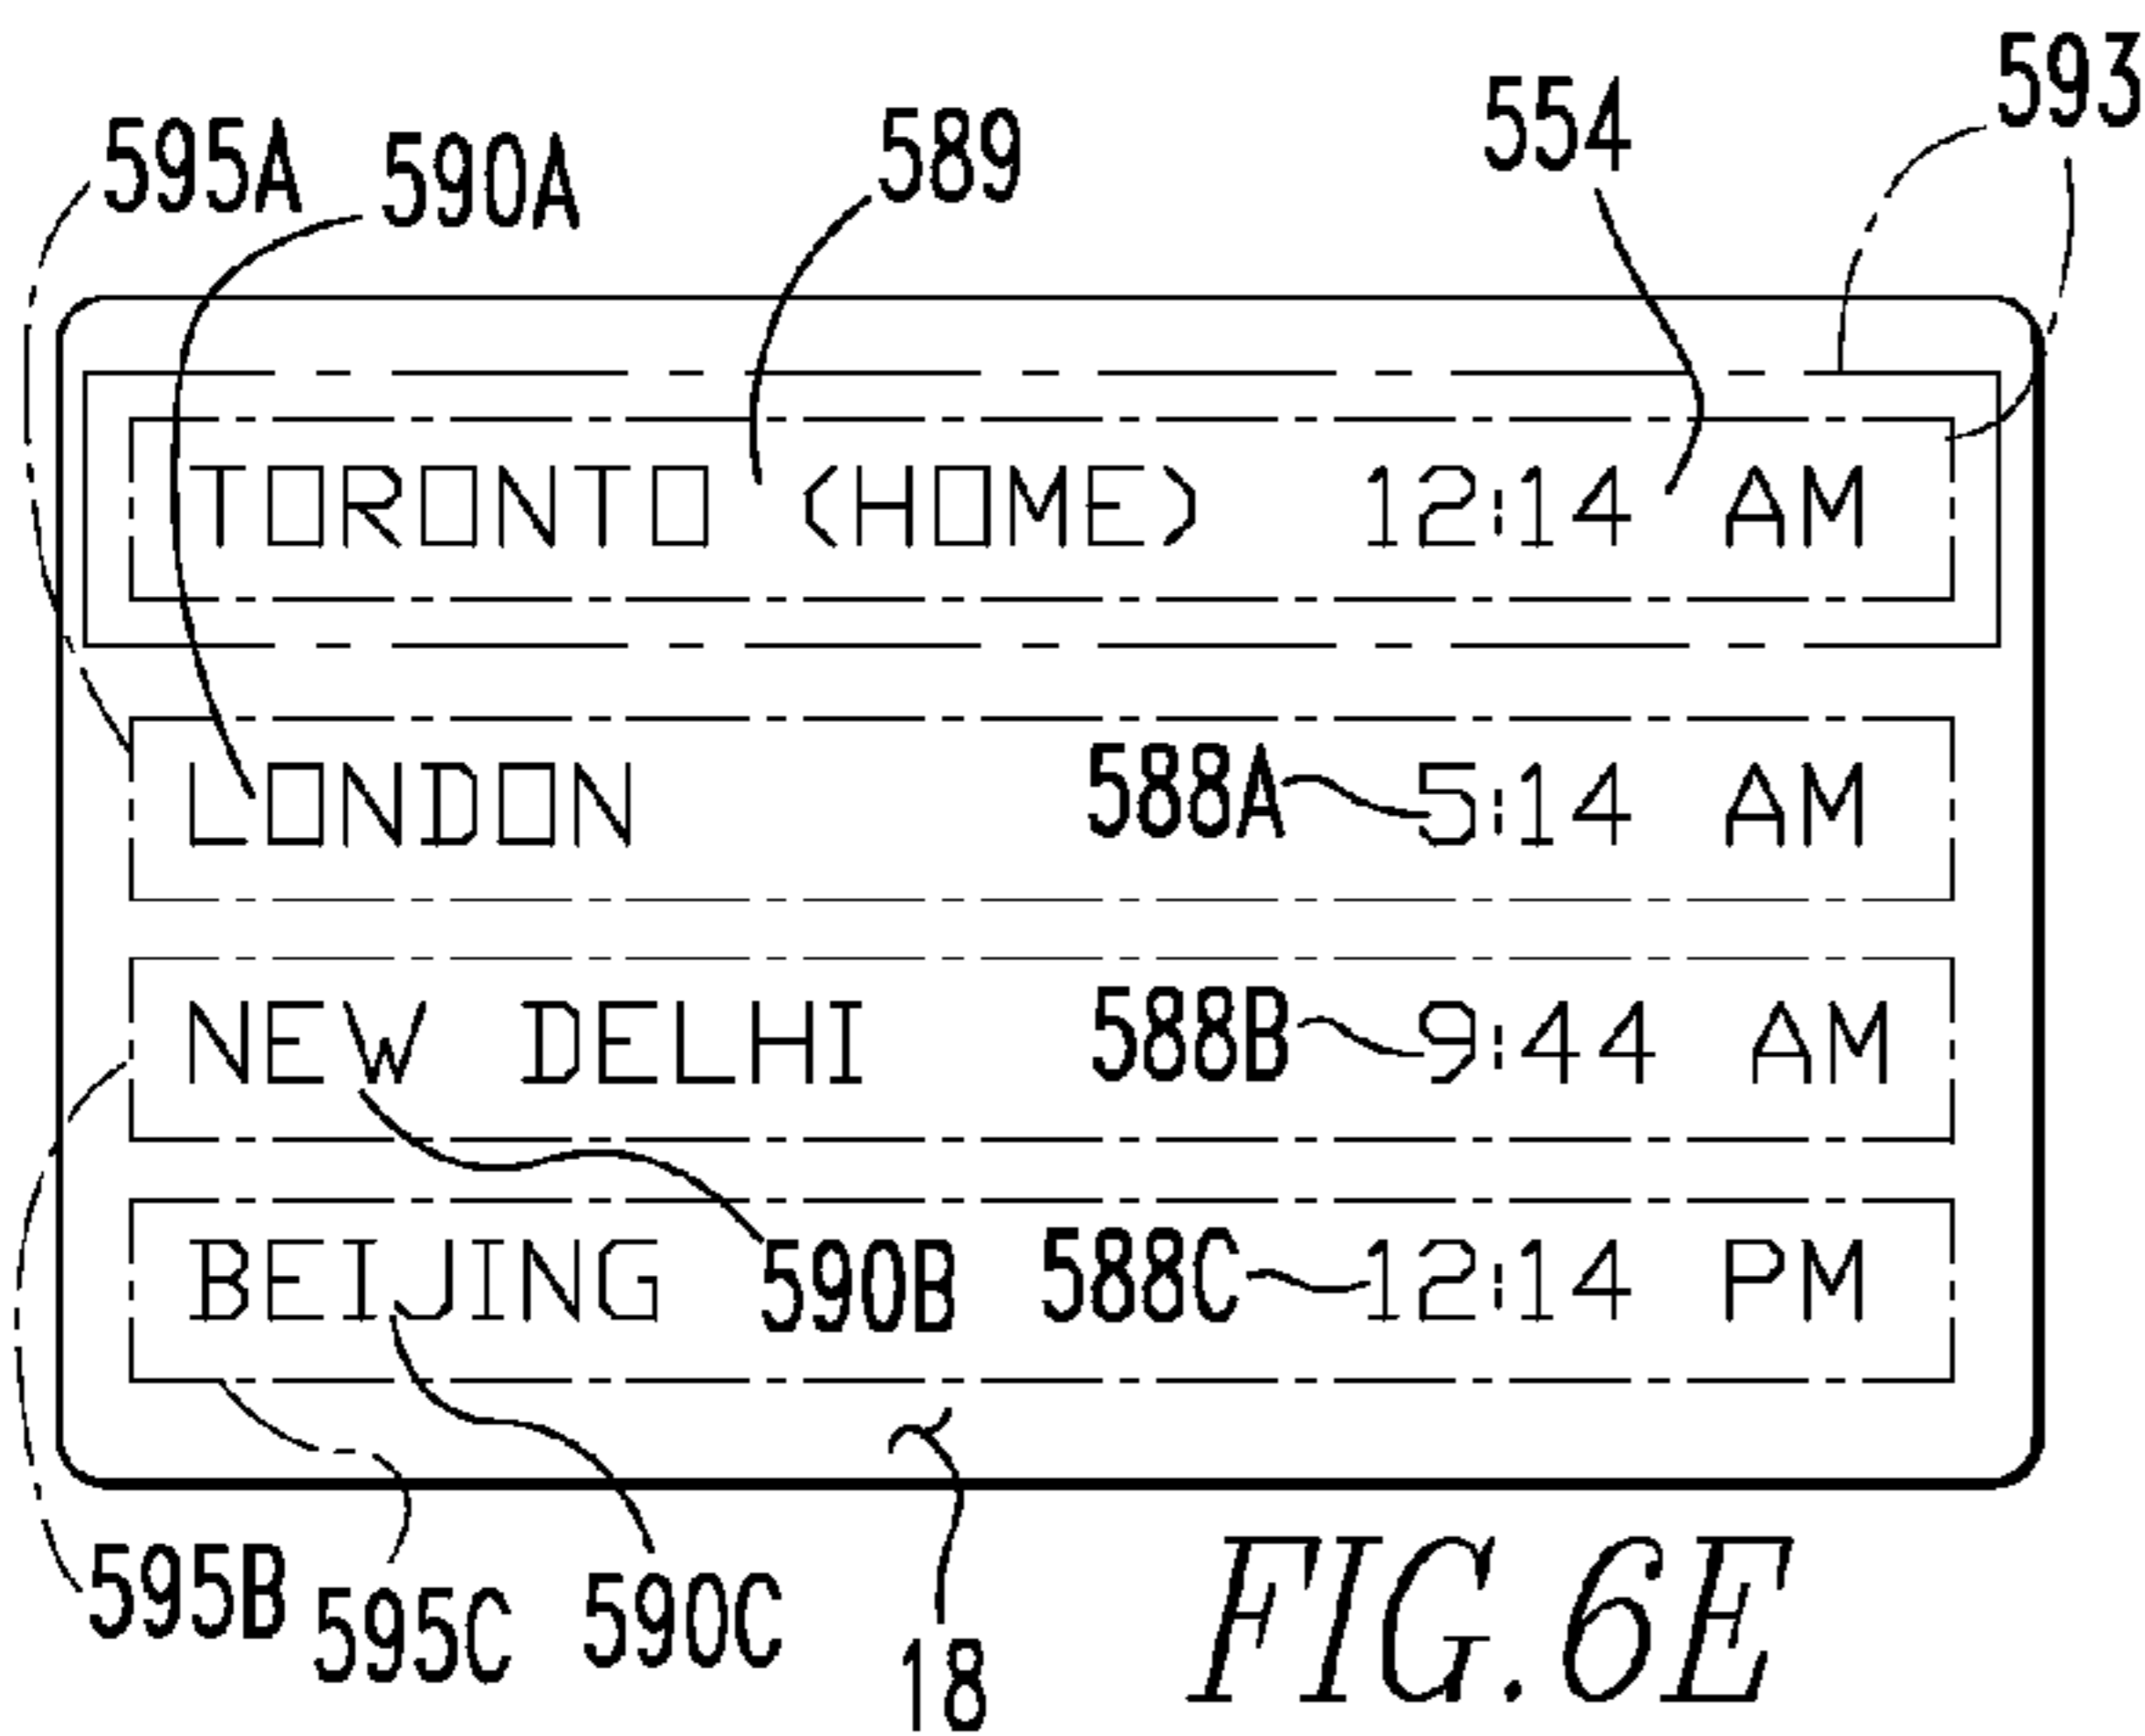 593
554
589
595A 590A
TORONTO (HOME) 12:14 AM
LONDON 588A 5:14 AM
NEW DELHI 588B 9:44 AM
BEIJING 590B 588C 12:14 PM
595B 595C 590C 18 FIG.6E